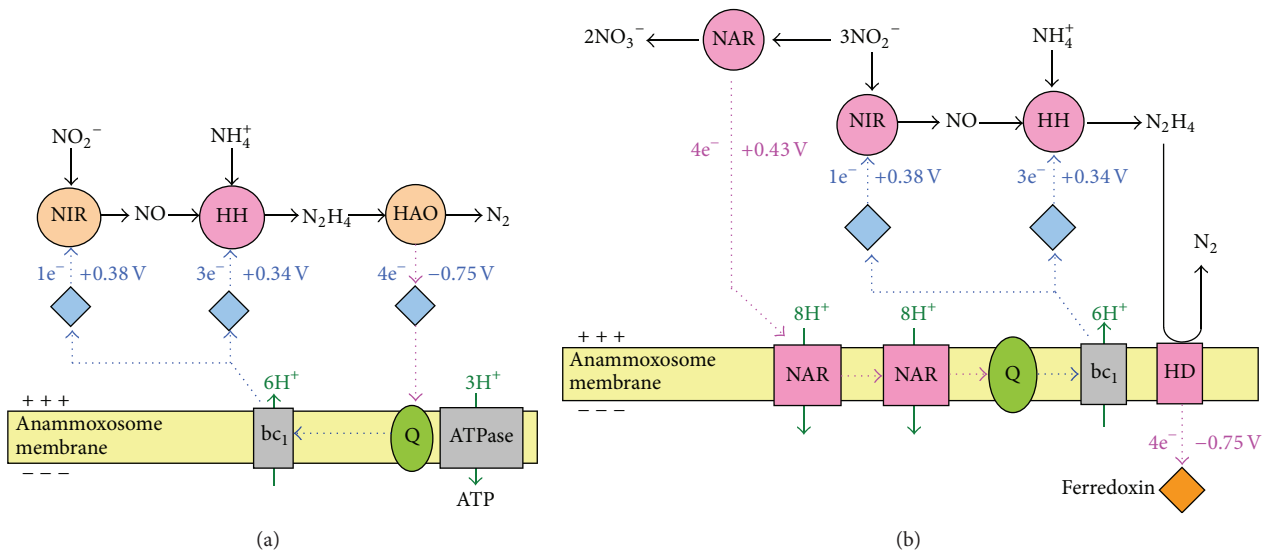 NO₂⁻
NH₄⁺
NIR
NO
HH
N₂H₄
HAO
N₂
1e⁻ +0.38 V
3e⁻ +0.34 V
4e⁻ −0.75 V
6H⁺
3H⁺
+ + +
Anammoxosome
membrane
bc₁
Q
ATPase
− − −
ATP
(a)
2NO₃⁻
NAR
3NO₂⁻
NH₄⁺
NIR
NO
HH
N₂H₄
4e⁻ +0.43 V
1e⁻ +0.38 V
3e⁻ +0.34 V
N₂
8H⁺
8H⁺
6H⁺
+ + +
Anammoxosome
membrane
NAR
NAR
Q
bc₁
HD
− − −
4e⁻ −0.75 V
Ferredoxin
(b)